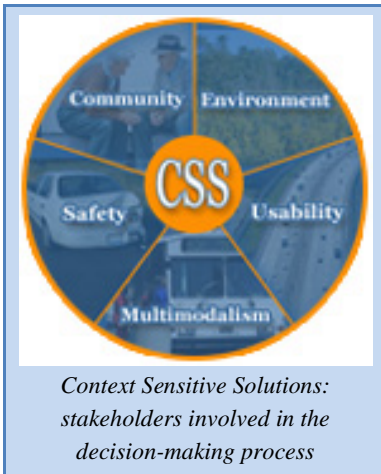 Community Environment
CSS
Safety Usability
Multimodalism
Context Sensitive Solutions:
stakeholders involved in the
decision-making process